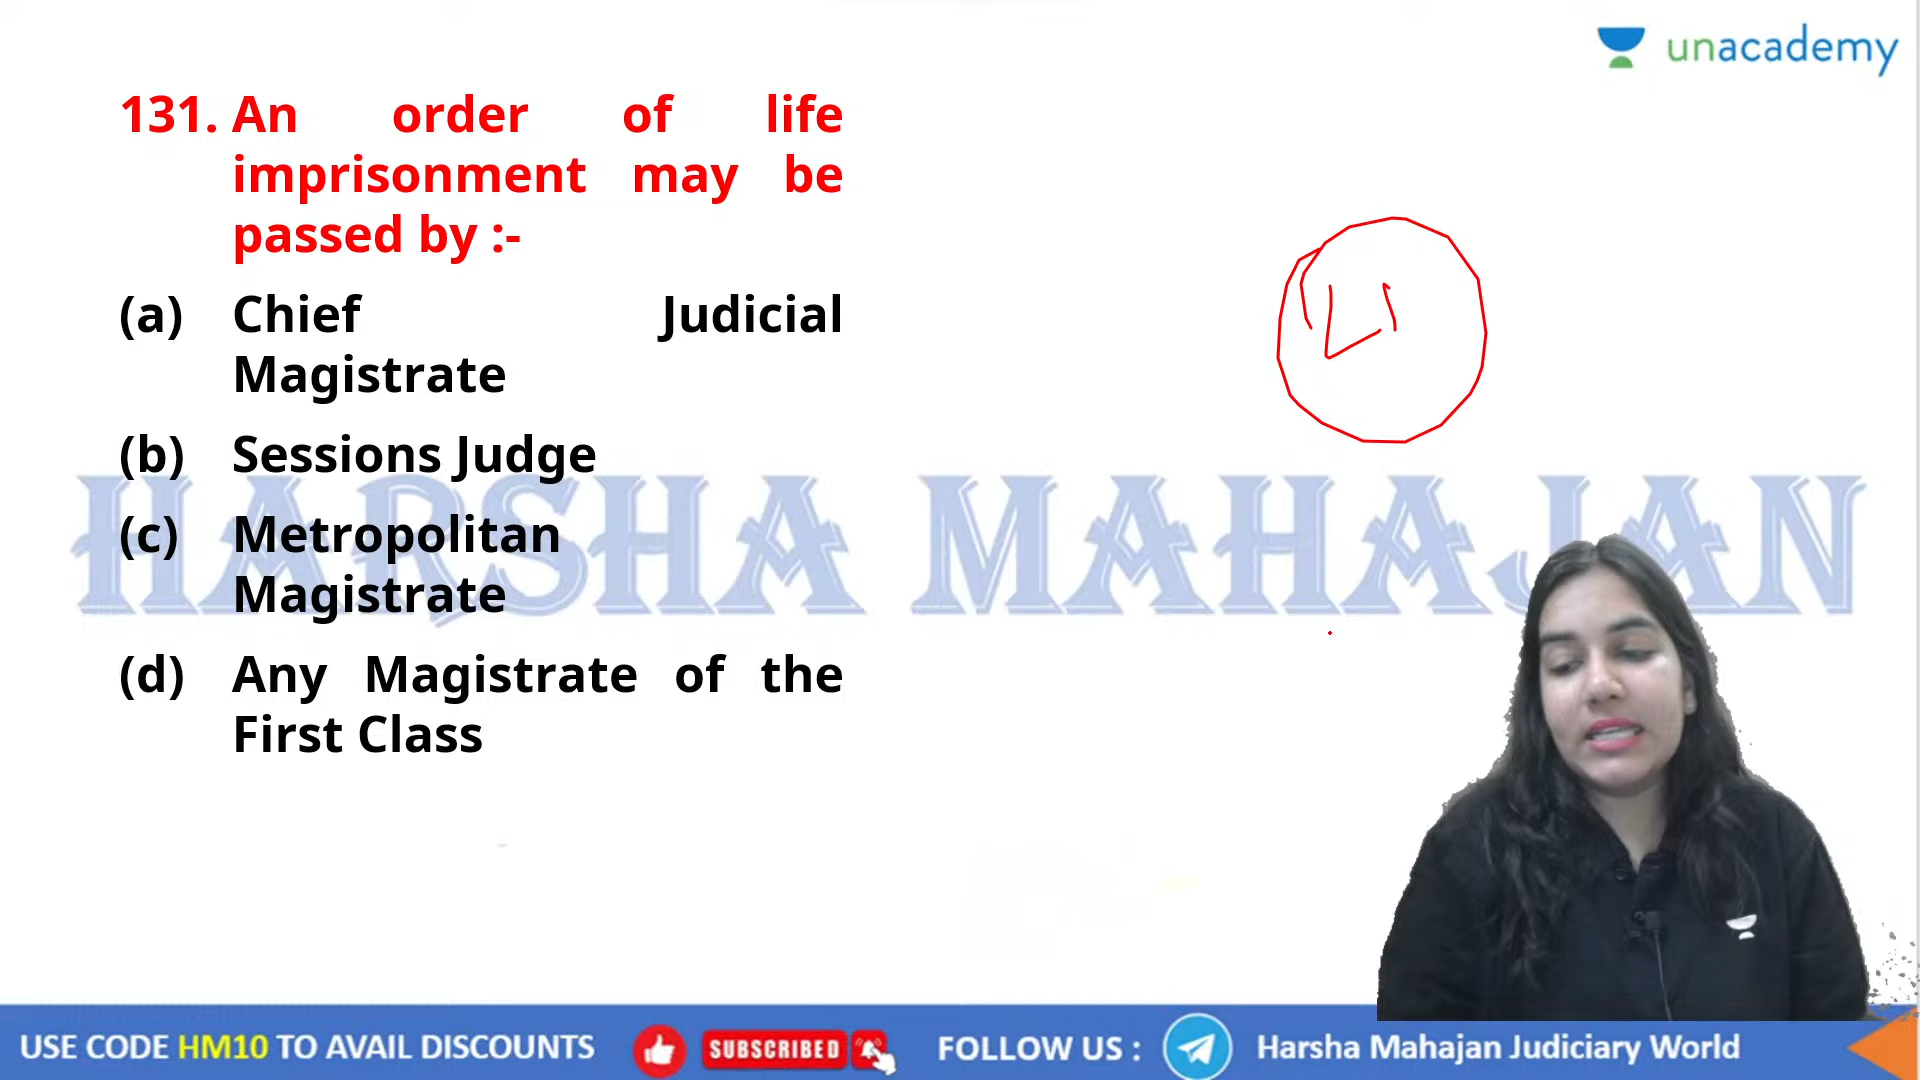 unacademy
131. An order of life
imprisonment may be
passed by :-
(a) Chief Judicial
Magistrate
(b) Sessions Judge
(c) Metropolitan
Magistrate
(d) Any Magistrate of the
First Class
HARSHA MAHAJAN
LI
USE CODE HM10 TO AVAIL DISCOUNTS
SUBSCRIBED
FOLLOW US :
Harsha Mahajan Judiciary World